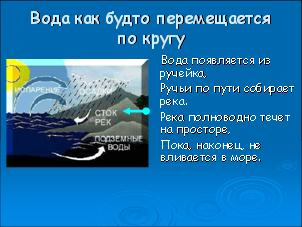 Вода как будто перемещается
по кругу
Вода появляется из
ручейка,
Ручьи по пути собирает
река.
Река полноводно течет
на просторе,
Пока, наконец, не
вливается в море.
ИСПАРЕНИЕ
СТОК
РЕК
ПОДЗЕМНЫЕ
ВОДЫ